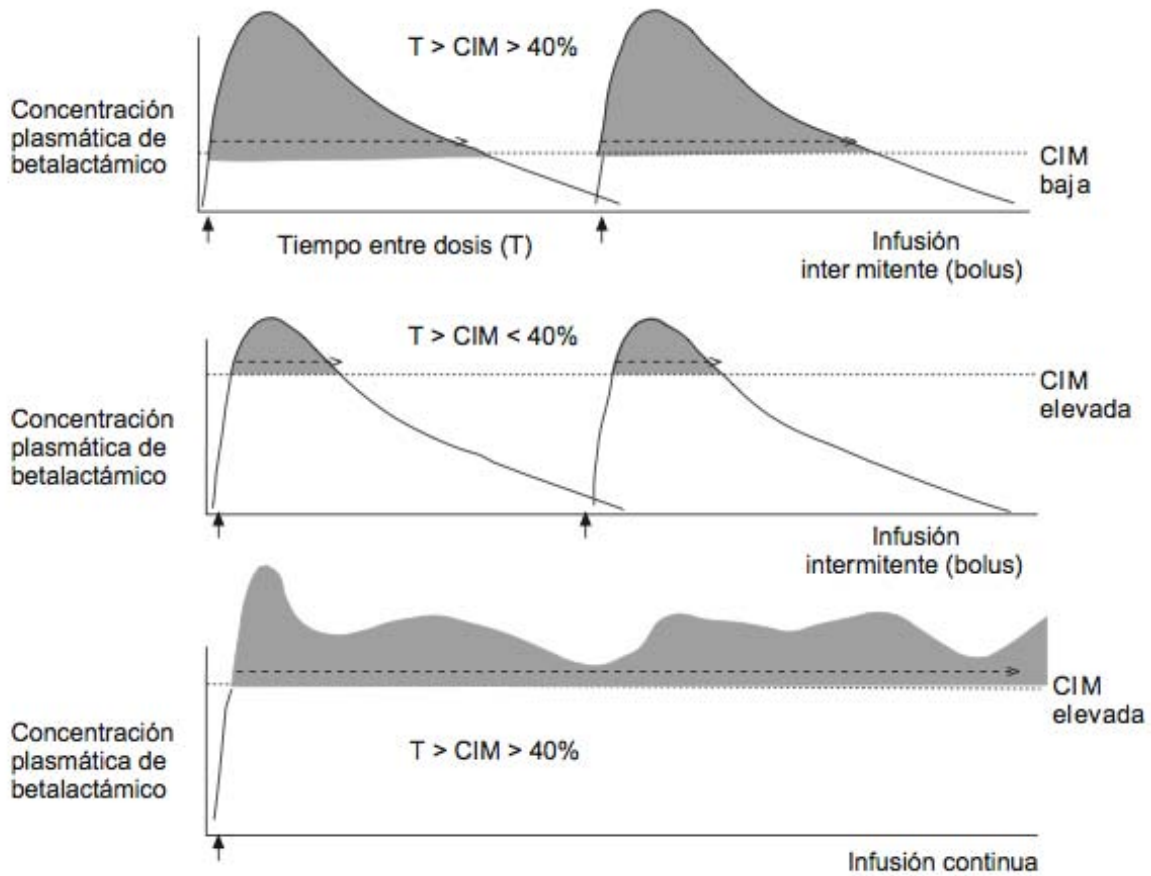 T > CIM > 40%
Concentración
plasmática de
betalactámico
CIM
baja
Tiempo entre dosis (T)
Infusión
inter mitente (bolus)
T > CIM < 40%
CIM
elevada
Concentración
plasmática de
betalactámico
Infusión
intermitente (bolus)
CIM
elevada
Concentración
plasmática de
betalactámico
T > CIM > 40%
Infusión continua